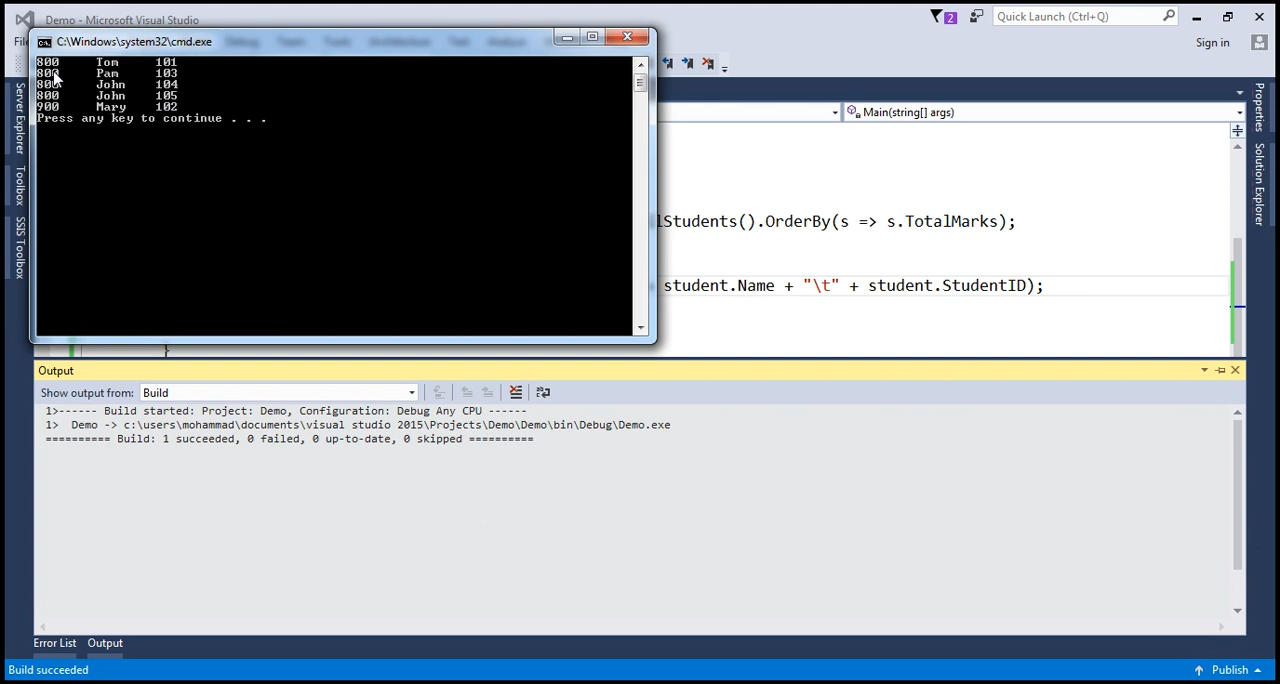 Demo - Microsoft Visual Studio
2
Quick Launch (Ctrl+Q)
Sign in
C:\Windows\system32\cmd.exe
800 Tom 101
800 Pam 103
800 John 104
800 John 105
900 Mary 102
Press any key to continue . . .
Server Explorer
Toolbox
SSIS Toolbox
Main(string[] args)
Properties
Solution Explorer
lStudents().OrderBy(s => s.TotalMarks);
student.Name + "\t" + student.StudentID);
}
Output
Show output from: Build
1>------ Build started: Project: Demo, Configuration: Debug Any CPU ------
1> Demo -> c:\users\mohammad\documents\visual studio 2015\Projects\Demo\Demo\bin\Debug\Demo.exe
========== Build: 1 succeeded, 0 failed, 0 up-to-date, 0 skipped ==========
Error List Output
Build succeeded
Publish